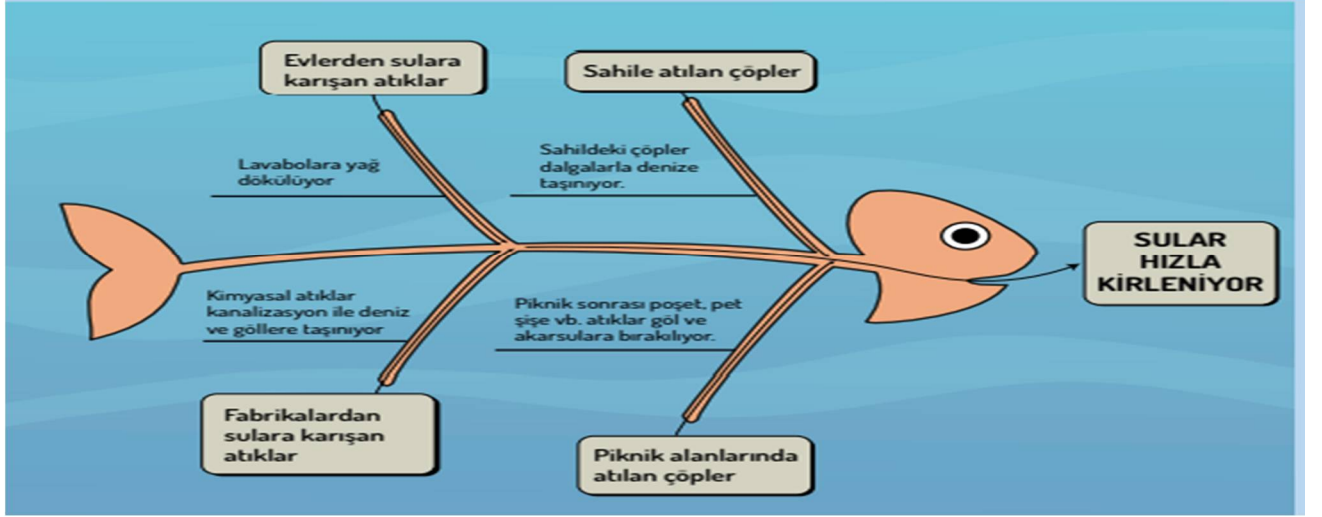 Evlerden sulara
karışan atıklar
Sahile atılan çöpler
Lavabolara yağ
dökülüyor
Sahildeki çöpler
dalgalarla denize
taşınıyor.
SULAR
HIZLA
KİRLENİYOR
Kimyasal atıklar
kanalizasyon ile deniz
ve göllere taşınıyor
Piknik sonrası poşet, pet
şişe vb. atıklar göl ve
akarsulara bırakılıyor.
Fabrikalardan
sulara karışan
atıklar
Piknik alanlarında
atılan çöpler